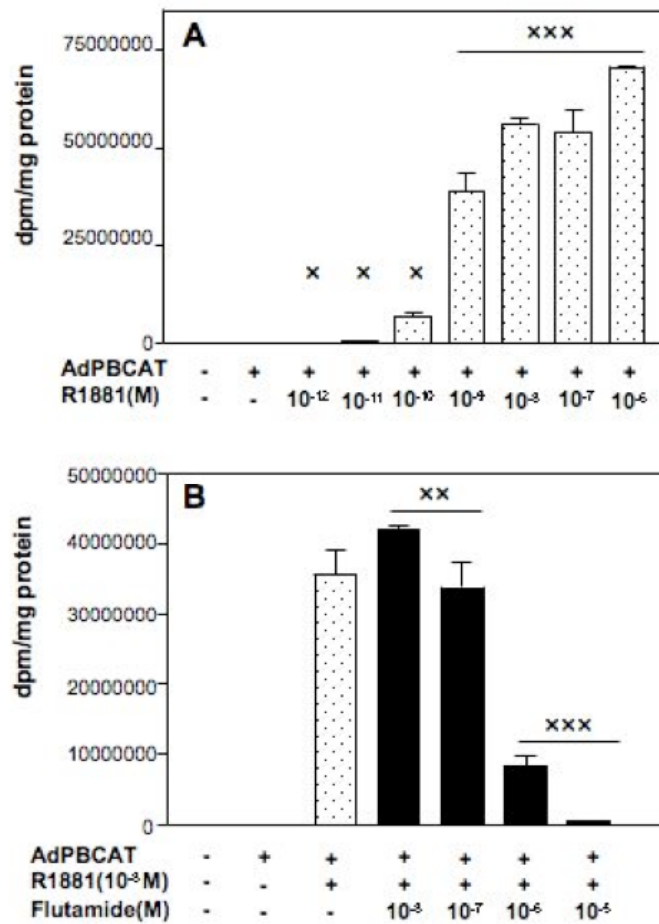 A
×××
75000000
50000000
25000000
0
dpm/mg protein
× × ×
AdPBCAT - + + + + + + + +
R1881(M) - - 10⁻¹² 10⁻¹¹ 10⁻¹⁰ 10⁻⁹ 10⁻⁸ 10⁻⁷ 10⁻⁶
B
××
50000000
40000000
30000000
20000000
10000000
0
dpm/mg protein
×××
AdPBCAT - + + + + + +
R1881(10⁻⁸M) - - + + + + +
Flutamide(M) - - - 10⁻⁸ 10⁻⁷ 10⁻⁶ 10⁻⁵